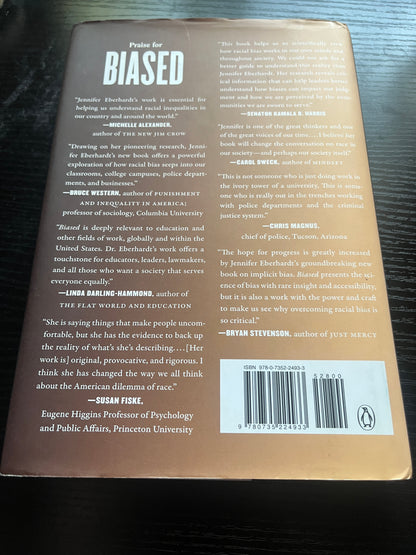 Praise for
BIASED
"Jennifer Eberhardt's work is essential for
helping us understand racial inequalities in
our country and around the world."
—MICHELLE ALEXANDER,
author of THE NEW JIM CROW
"Drawing on her pioneering research, Jenni-
fer Eberhardt's new book offers a powerful
exploration of how racial bias seeps into our
classrooms, college campuses, police depart-
ments, and businesses."
—BRUCE WESTERN, author of PUNISHMENT
AND INEQUALITY IN AMERICA;
professor of sociology, Columbia University
"Biased is deeply relevant to education and
other fields of work, globally and within the
United States. Dr. Eberhardt's work offers a
touchstone for educators, leaders, lawmakers,
and all those who want a society that serves
everyone equally."
—LINDA DARLING-HAMMOND, author of
THE FLAT WORLD AND EDUCATION
"She is saying things that make people uncom-
fortable, but she has the evidence to back up
the reality of what she's describing.... [Her
work is] original, provocative, and rigorous. I
think she has changed the way we all think
about the American dilemma of race."
—SUSAN FISKE,
Eugene Higgins Professor of Psychology
and Public Affairs, Princeton University
"This book helps us to scientifically
how racial bias works in our own minds and
throughout society. We could not ask for a
better guide to understand this reality than
Jennifer Eberhardt. Her research reveals crit-
ical information that can help leaders better
understand how biases can impact our judg-
ment and how we are perceived by the com-
munities we are sworn to serve."
—SENATOR KAMALA D. HARRIS
"Jennifer is one of the great thinkers and one
of the great voices of our time.... I believe her
book will change the conversation on race in
our society—and perhaps our society itself."
—CAROL DWECK, author of MINDSET
"This is not someone who is just doing work in
the ivory tower of a university. This is some-
one who is really out in the trenches working
with police departments and the criminal
justice system."
—CHRIS MAGNUS,
chief of police, Tucson, Arizona
"The hope for progress is greatly increased
by Jennifer Eberhardt's groundbreaking new
book on implicit bias. Biased presents the sci-
ence of bias with rare insight and accessibility,
but it is also a work with the power and craft
to make us see why overcoming racial bias is
so critical."
—BRYAN STEVENSON, author of JUST MERCY
ISBN 978-0-7352-2493-3
52800
9 780735 224933